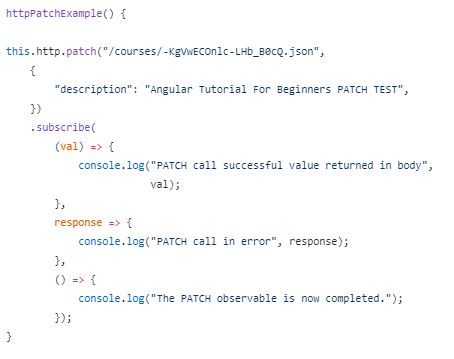 httpPatchExample() {
this.http.patch("/courses/-KgVwECOnlc-LHb_B0cQ.json",
{
"description": "Angular Tutorial For Beginners PATCH TEST",
})
.subscribe(
(val) => {
console.log("PATCH call successful value returned in body",
val);
},
response => {
console.log("PATCH call in error", response);
},
() => {
console.log("The PATCH observable is now completed.");
});
}